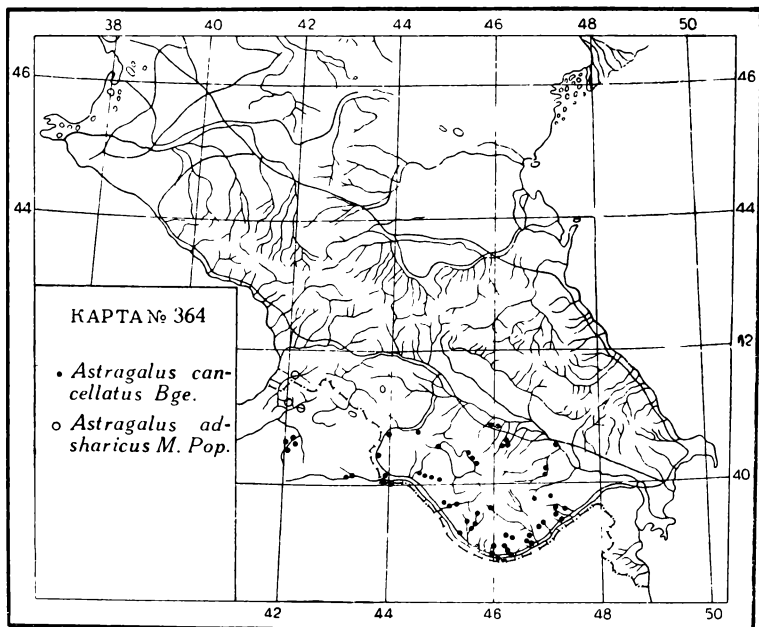 38 40 42 44 46 48 50
46 46
44 44
КАРТА № 364
42
• Astragalus can-
cellatus Bge.
○ Astragalus ad-
sharicus M. Pop.
40
42 44 46 48